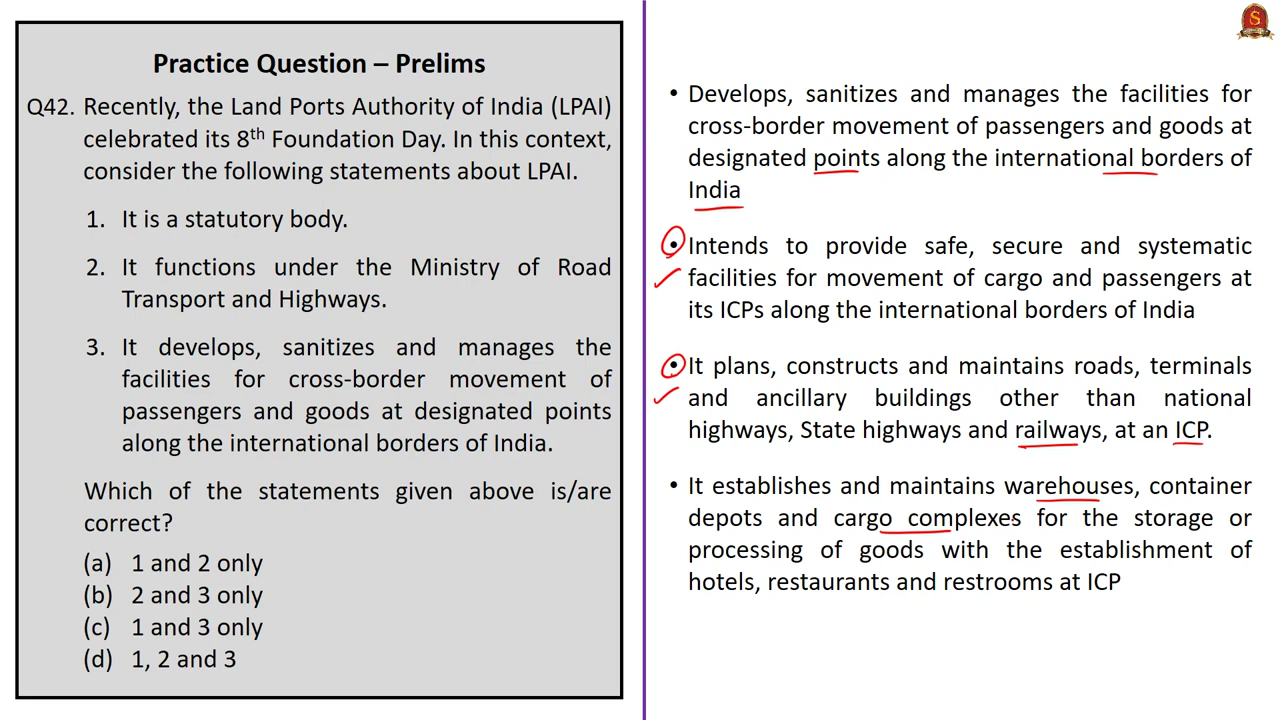 Practice Question – Prelims
Q42. Recently, the Land Ports Authority of India (LPAI)
celebrated its 8th Foundation Day. In this context,
consider the following statements about LPAI.
1. It is a statutory body.
2. It functions under the Ministry of Road
Transport and Highways.
3. It develops, sanitizes and manages the
facilities for cross-border movement of
passengers and goods at designated points
along the international borders of India.
Which of the statements given above is/are
correct?
(a) 1 and 2 only
(b) 2 and 3 only
(c) 1 and 3 only
(d) 1, 2 and 3
• Develops, sanitizes and manages the facilities for
cross-border movement of passengers and goods at
designated points along the international borders of
India
• Intends to provide safe, secure and systematic
facilities for movement of cargo and passengers at
its ICPs along the international borders of India
• It plans, constructs and maintains roads, terminals
and ancillary buildings other than national
highways, State highways and railways, at an ICP.
• It establishes and maintains warehouses, container
depots and cargo complexes for the storage or
processing of goods with the establishment of
hotels, restaurants and restrooms at ICP